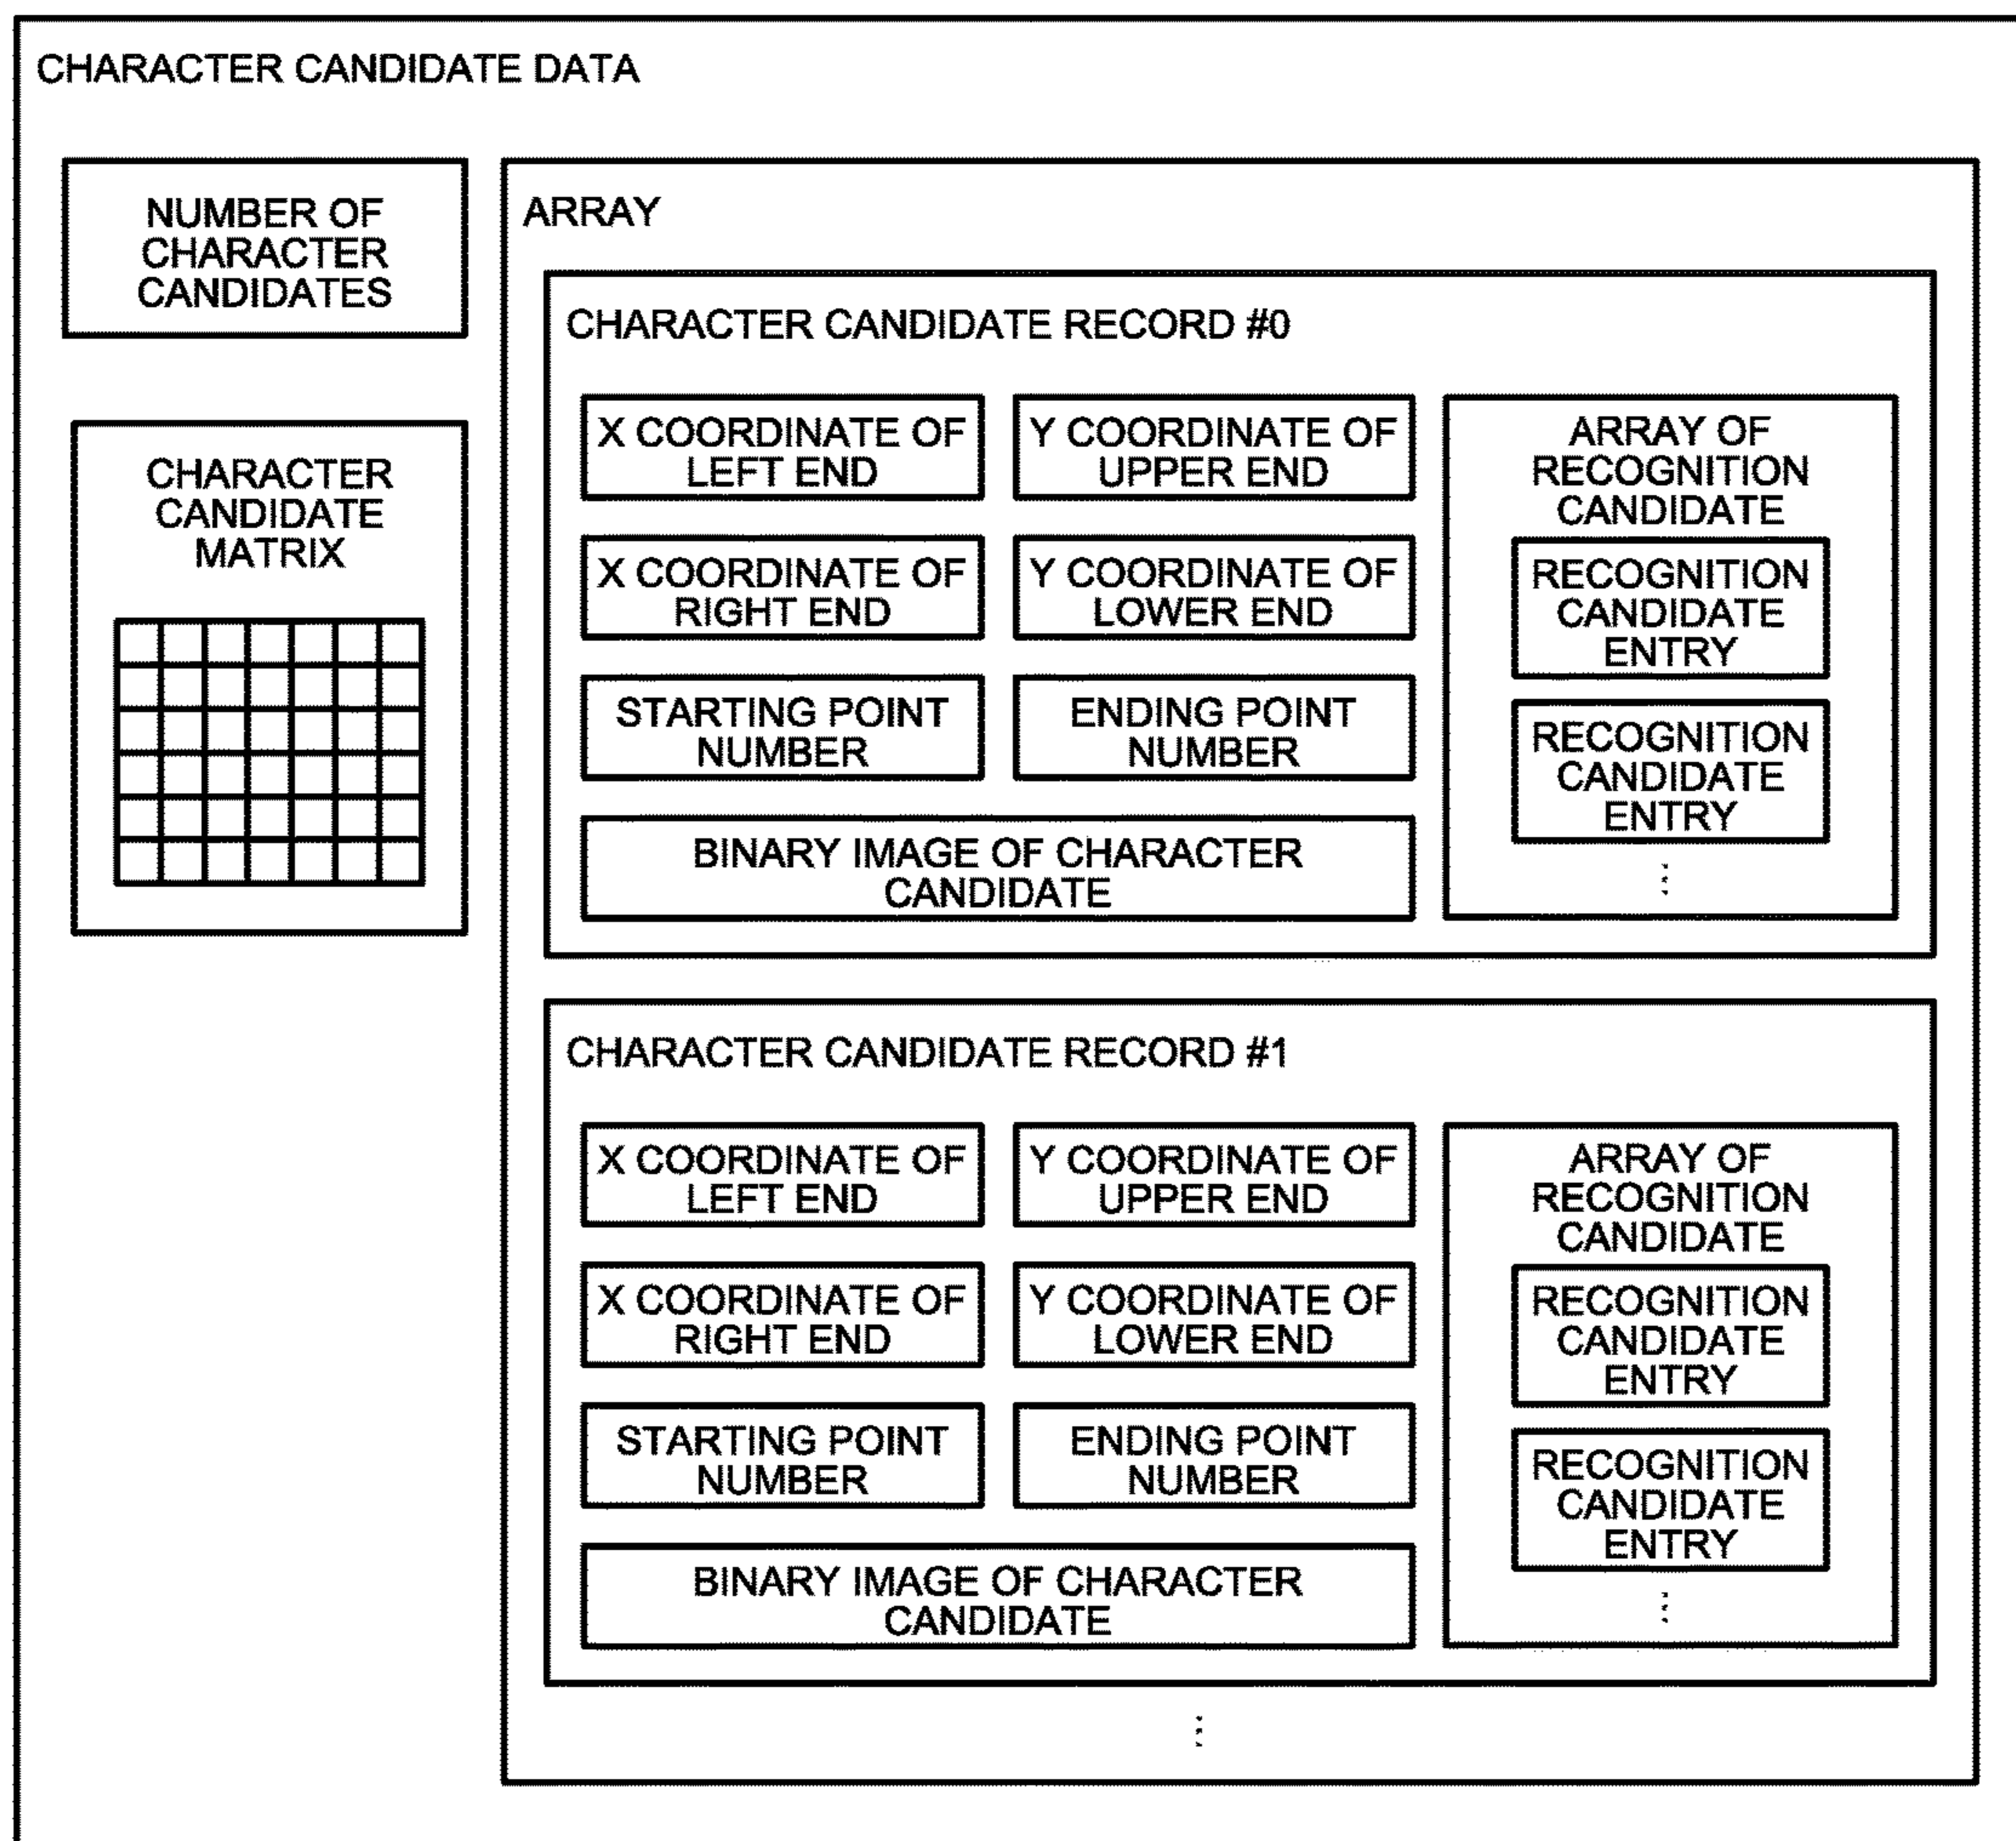 CHARACTER CANDIDATE DATA
NUMBER OF
CHARACTER
CANDIDATES
CHARACTER
CANDIDATE
MATRIX
ARRAY
CHARACTER CANDIDATE RECORD #0
X COORDINATE OF
LEFT END
Y COORDINATE OF
UPPER END
X COORDINATE OF
RIGHT END
Y COORDINATE OF
LOWER END
STARTING POINT
NUMBER
ENDING POINT
NUMBER
BINARY IMAGE OF CHARACTER
CANDIDATE
ARRAY OF
RECOGNITION
CANDIDATE
RECOGNITION
CANDIDATE
ENTRY
RECOGNITION
CANDIDATE
ENTRY
CHARACTER CANDIDATE RECORD #1
X COORDINATE OF
LEFT END
Y COORDINATE OF
UPPER END
X COORDINATE OF
RIGHT END
Y COORDINATE OF
LOWER END
STARTING POINT
NUMBER
ENDING POINT
NUMBER
BINARY IMAGE OF CHARACTER
CANDIDATE
ARRAY OF
RECOGNITION
CANDIDATE
RECOGNITION
CANDIDATE
ENTRY
RECOGNITION
CANDIDATE
ENTRY